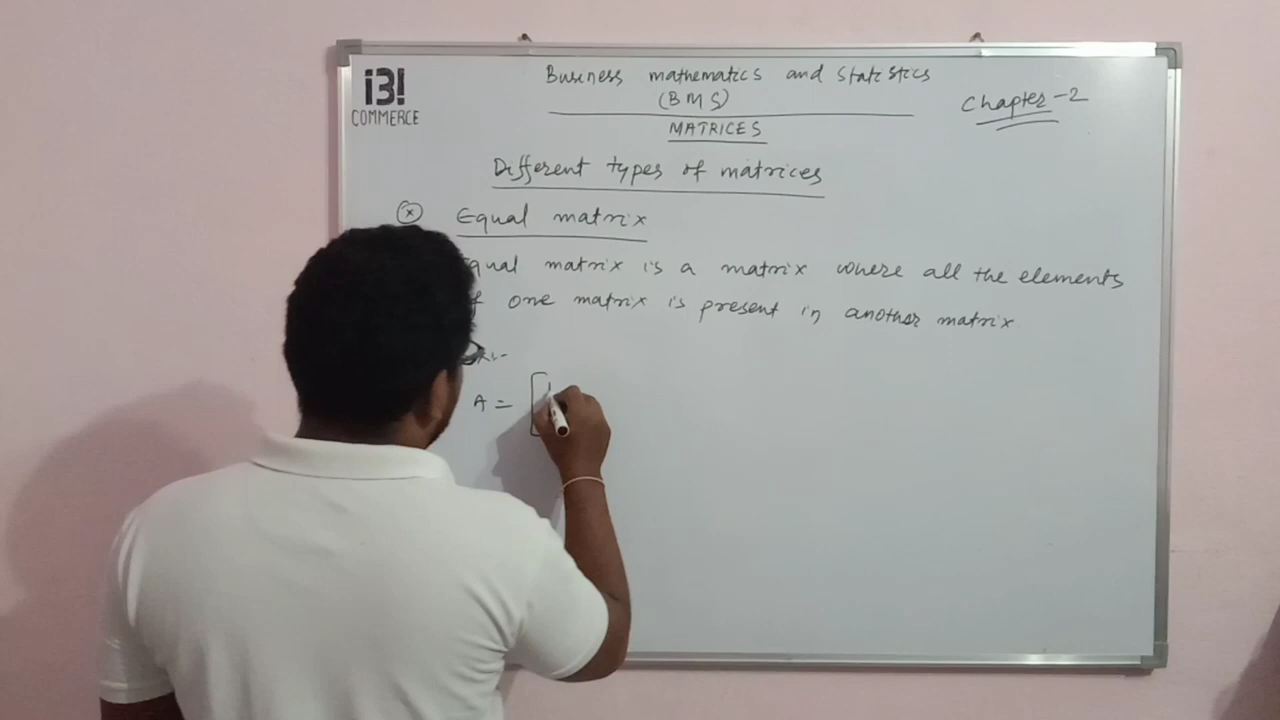 i3!
COMMERCE
Business mathematics and statistics
(BMS)
Chapter-2
MATRICES
Different types of matrices
(x) Equal matrix
qual matrix is a matrix where all the elements
one matrix is present in another matrix
A = [1